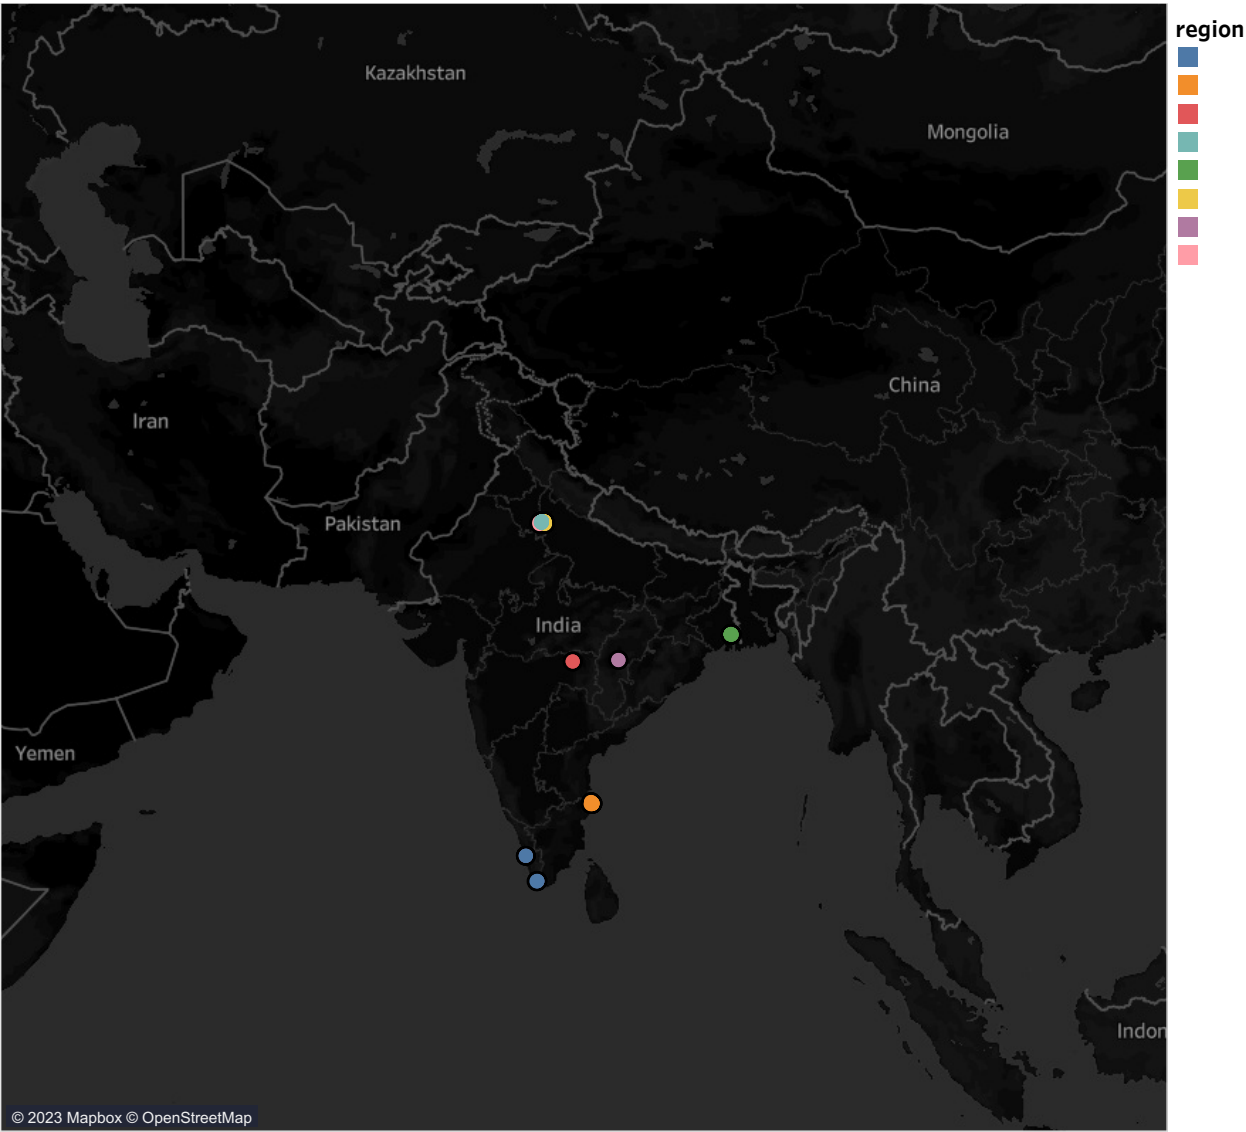 region
Kazakhstan
Mongolia
China
Iran
Pakistan
India
Yemen
Indon
© 2023 Mapbox © OpenStreetMap